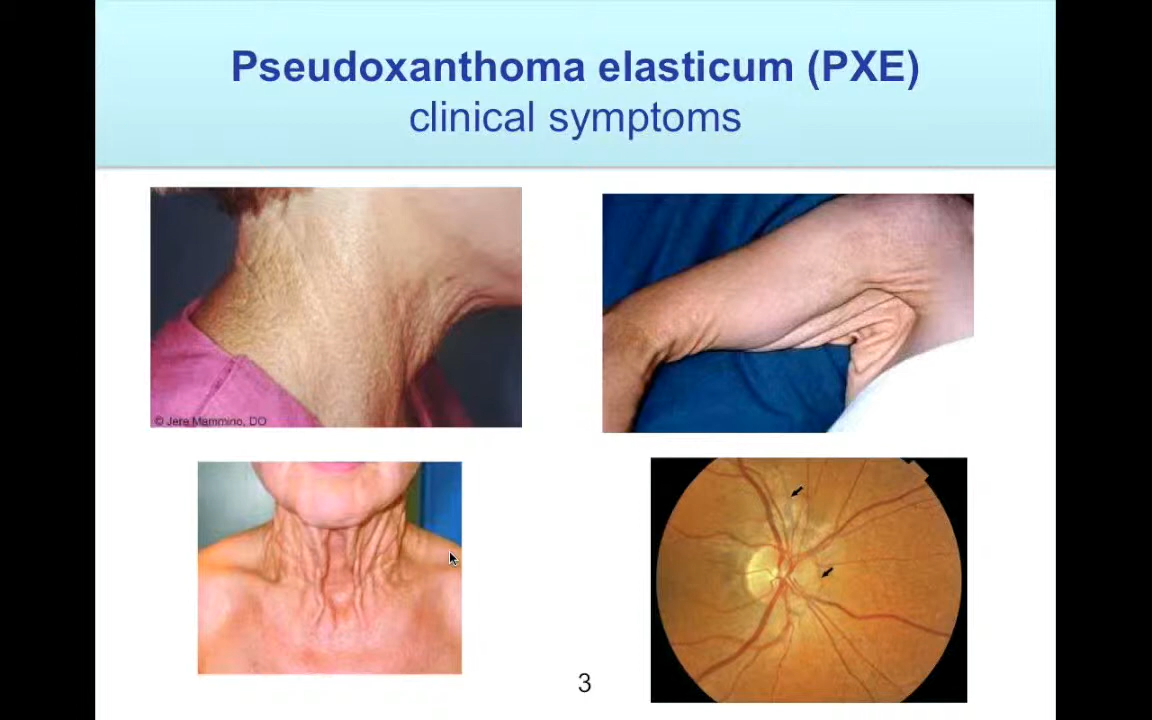 Pseudoxanthoma elasticum (PXE)
clinical symptoms
© Jere Mammino, DO
3